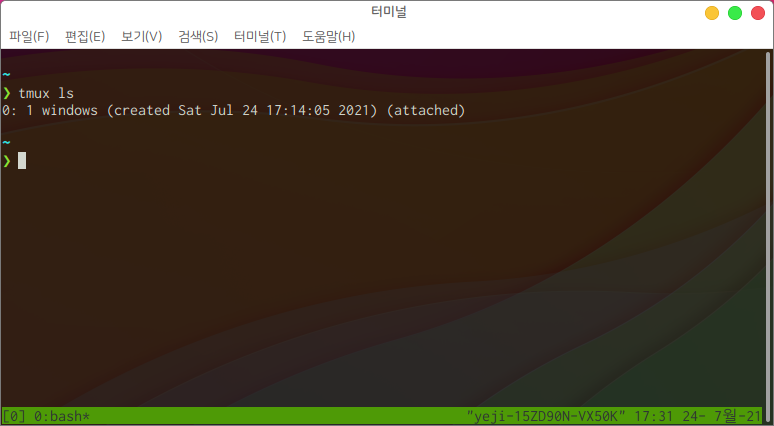 터미널
파일(F) 편집(E) 보기(V) 검색(S) 터미널(T) 도움말(H)
~
❯ tmux ls
0: 1 windows (created Sat Jul 24 17:14:05 2021) (attached)
~
❯
[0] 0:bash* "yeji-15ZD90N-VX50K" 17:31 24- 7월-21